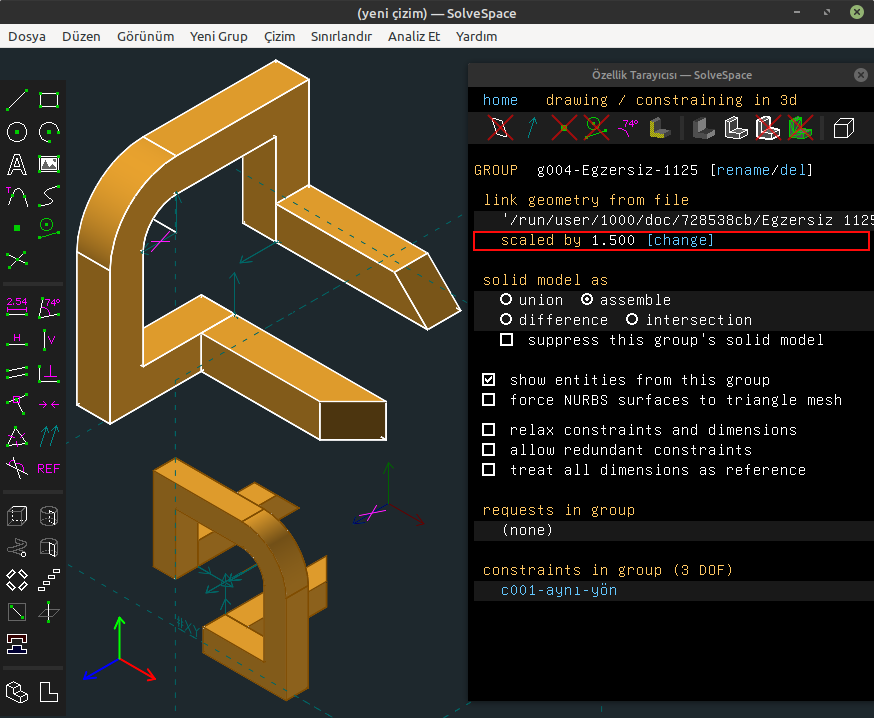 (yeni çizim) — SolveSpace
Dosya Düzen Görünüm Yeni Grup Çizim Sınırlandır Analiz Et Yardım
Özellik Tarayıcısı — SolveSpace
home drawing / constraining in 3d
74°
GROUP g004-Egzersiz-1125 [rename/del]
link geometry from file
'/run/user/1000/doc/728538cb/Egzersiz 1125
scaled by 1.500 [change]
solid model as
union assemble
difference intersection
suppress this group's solid model
show entities from this group
force NURBS surfaces to triangle mesh
relax constraints and dimensions
allow redundant constraints
treat all dimensions as reference
requests in group
(none)
constraints in group (3 DOF)
c001-aynı-yön
T
2.54 74°
H V
REF
#XY